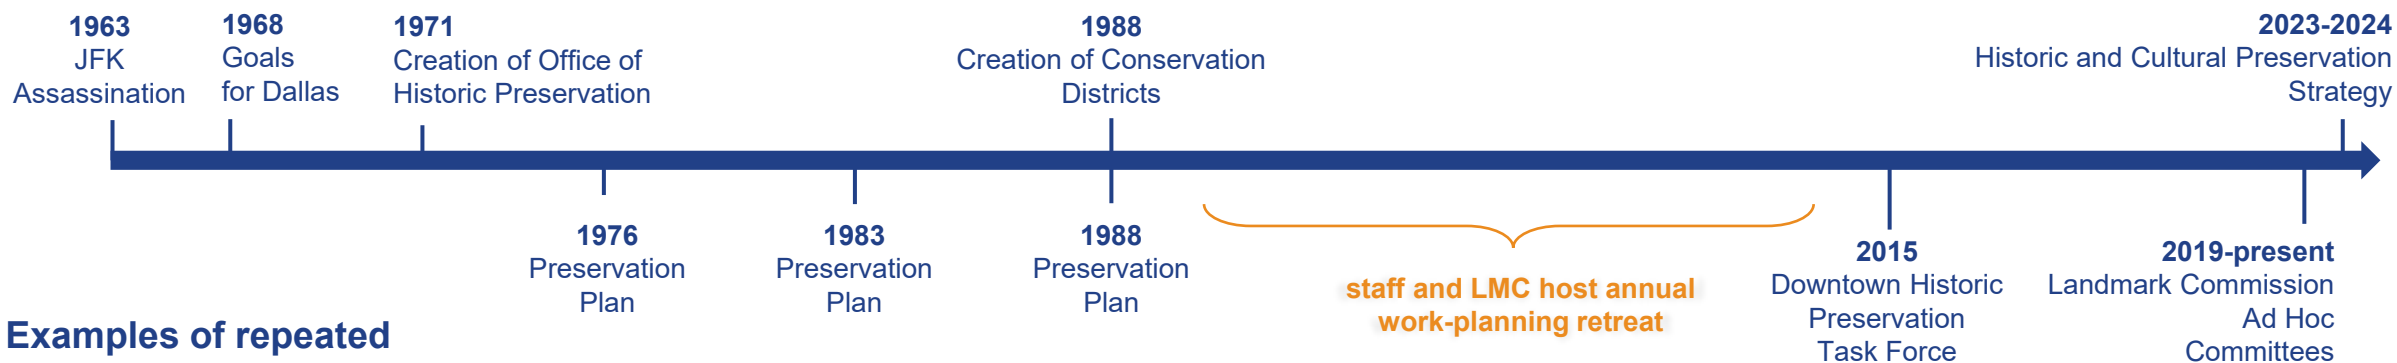 1963
JFK
Assassination
1968
Goals
for Dallas
1971
Creation of Office of
Historic Preservation
1988
Creation of Conservation
Districts
2023-2024
Historic and Cultural Preservation
Strategy
1976
Preservation
Plan
1983
Preservation
Plan
1988
Preservation
Plan
staff and LMC host annual
work-planning retreat
2015
Downtown Historic
Preservation
Task Force
2019-present
Landmark Commission
Ad Hoc
Committees
Examples of repeated